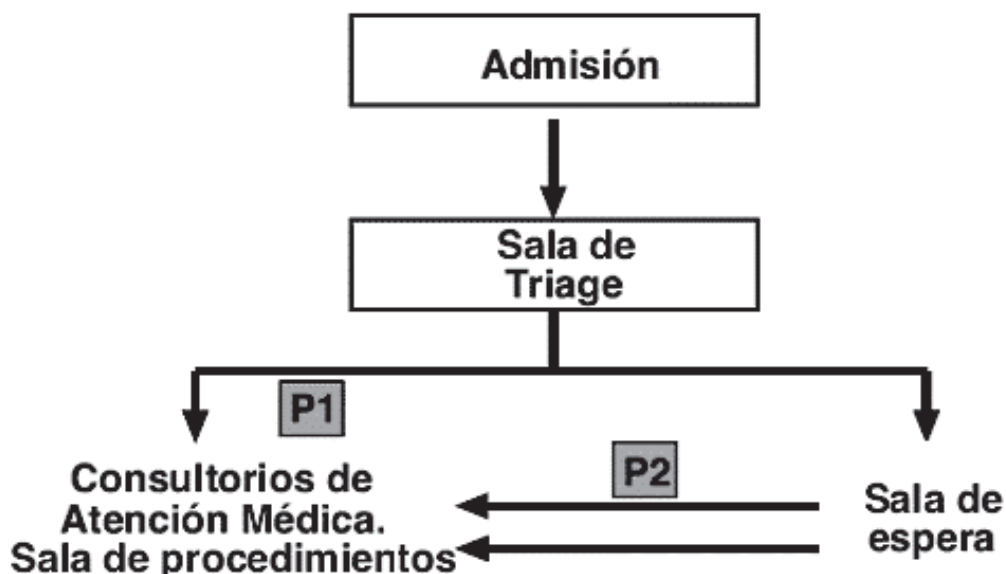 Admisión
Sala de
Triage
P1
P2
Consultorios de
Atención Médica.
Sala de procedimientos
Sala de
espera